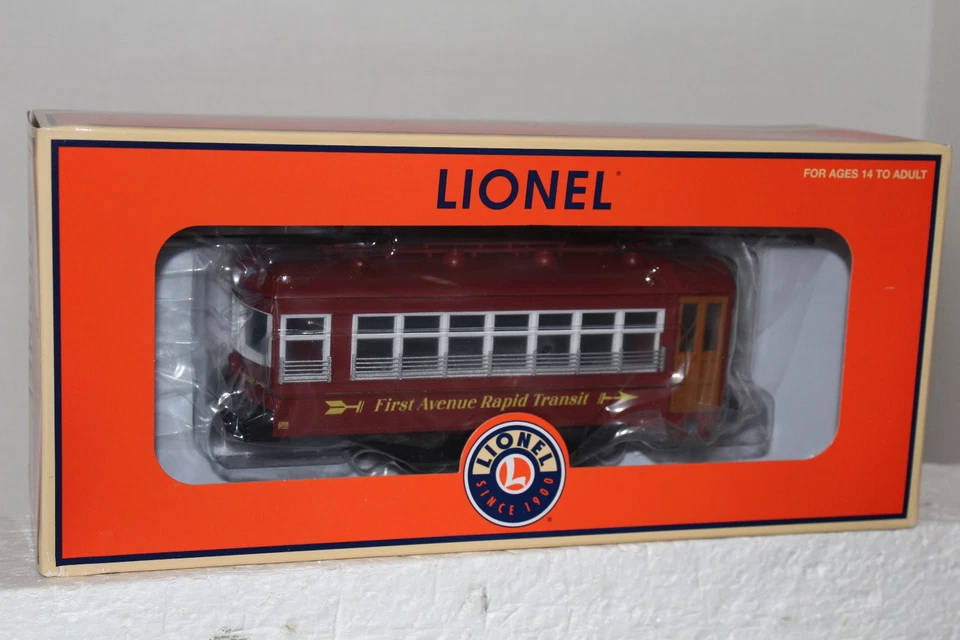 LIONEL
FOR AGES 14 TO ADULT
First Avenue Rapid Transit
LIONEL
L
SINCE 1900